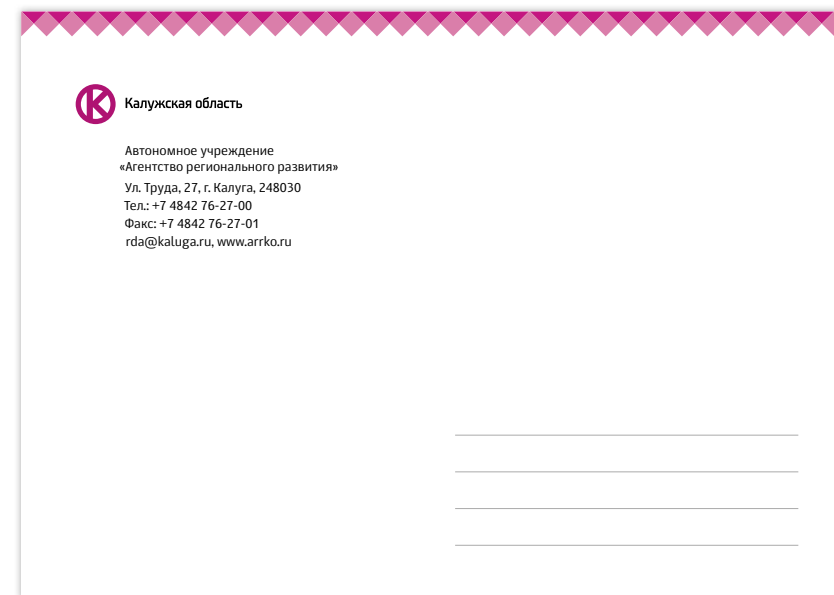 Калужская область
Автономное учреждение
«Агентство регионального развития»
Ул. Труда, 27, г. Калуга, 248030
Тел.: +7 4842 76-27-00
Факс: +7 4842 76-27-01
rda@kaluga.ru, www.arrko.ru